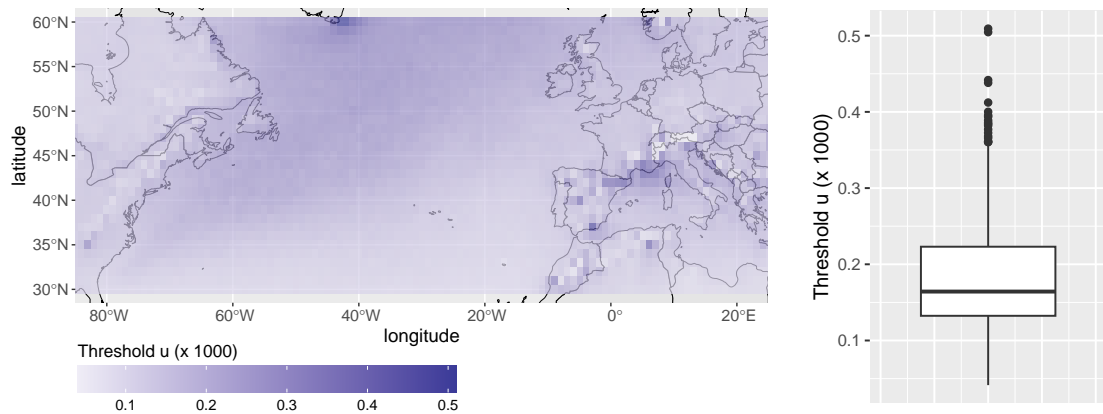 60°N
55°N
50°N
45°N
40°N
35°N
30°N
latitude
80°W 60°W 40°W 20°W 0° 20°E
longitude
Threshold u (x 1000)
0.1 0.2 0.3 0.4 0.5
0.5
0.4
0.3
0.2
0.1
Threshold u (x 1000)